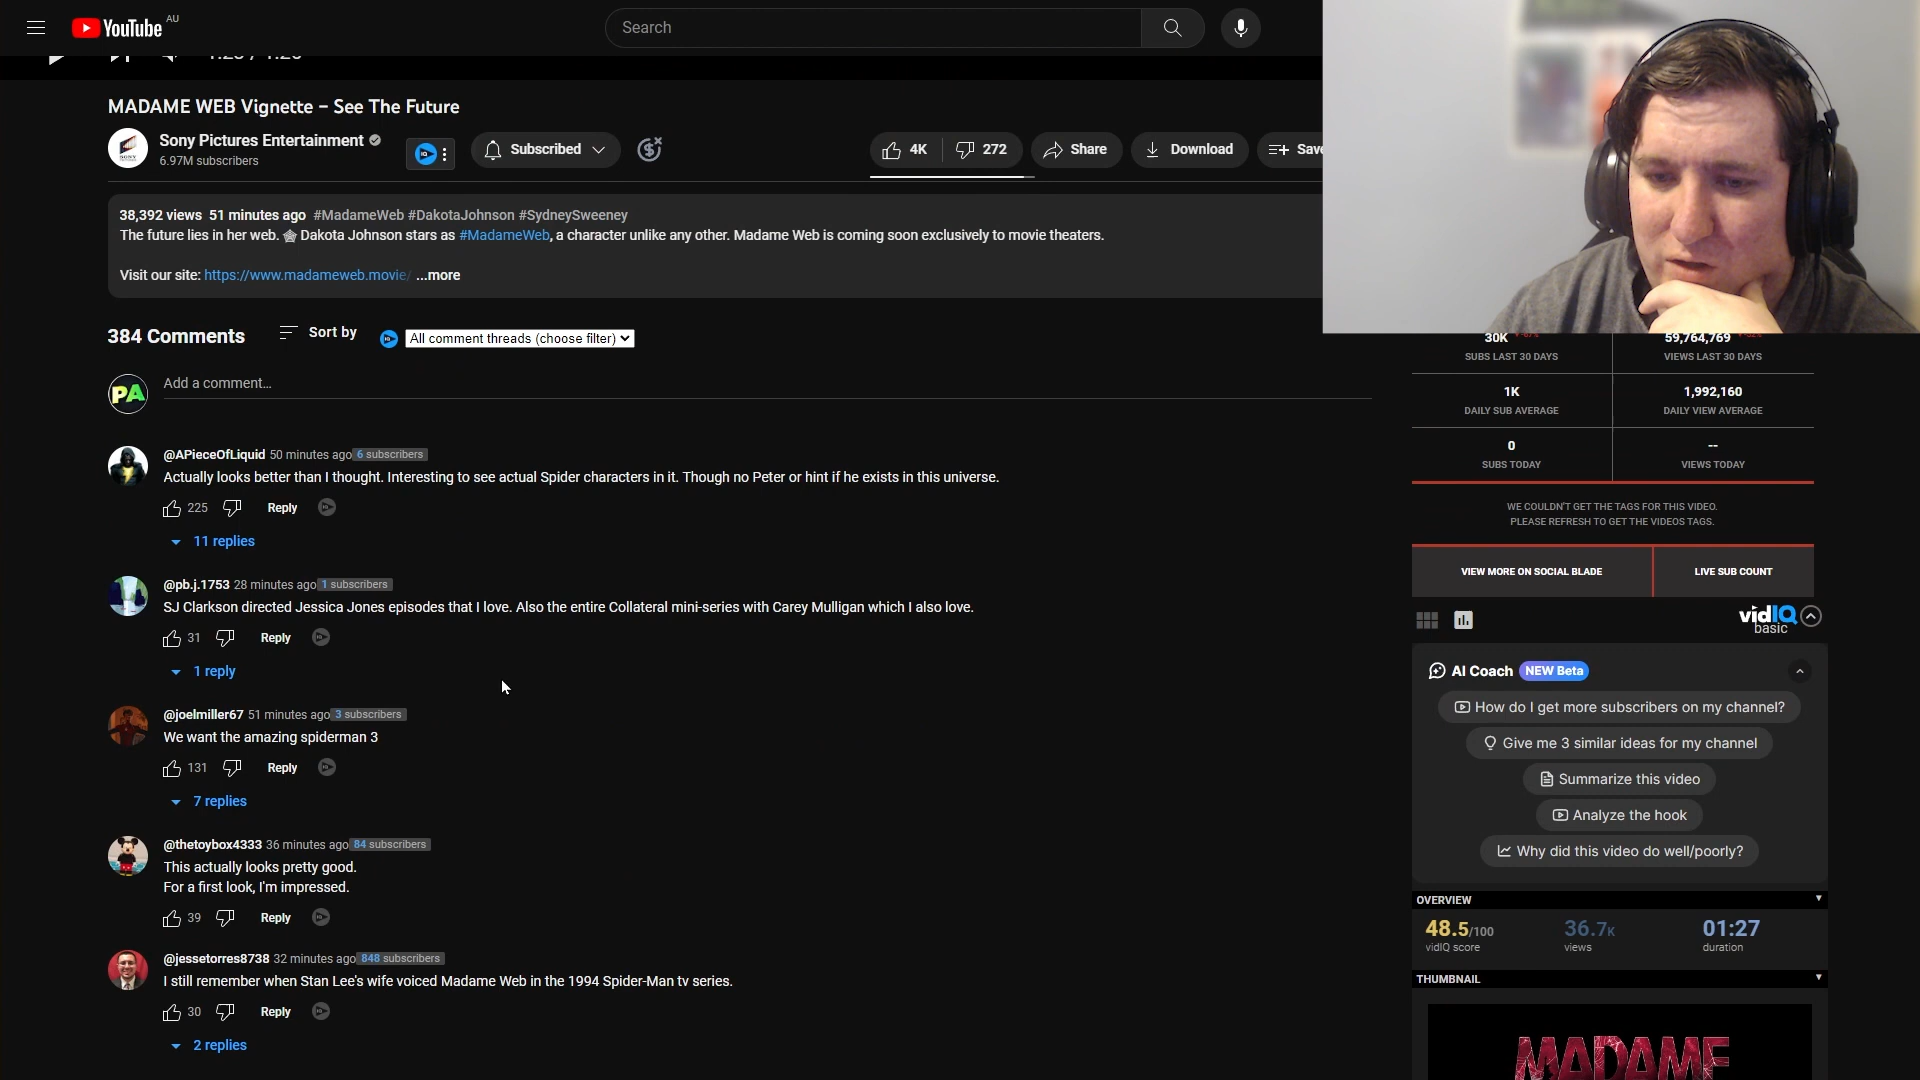 YouTube AU
Search
MADAME WEB Vignette – See The Future
Sony Pictures Entertainment
6.97M subscribers
Subscribed
4K
272
Share
Download
Save
38,392 views 51 minutes ago #MadameWeb #DakotaJohnson #SydneySweeney
The future lies in her web. 🕸 Dakota Johnson stars as #MadameWeb, a character unlike any other. Madame Web is coming soon exclusively to movie theaters.
Visit our site: https://www.madameweb.movie/ ...more
384 Comments
Sort by
All comment threads (choose filter)
PA
Add a comment...
@APieceOfLiquid 50 minutes ago 6 subscribers
Actually looks better than I thought. Interesting to see actual Spider characters in it. Though no Peter or hint if he exists in this universe.
225
Reply
11 replies
@pb.j.1753 28 minutes ago 1 subscribers
SJ Clarkson directed Jessica Jones episodes that I love. Also the entire Collateral mini-series with Carey Mulligan which I also love.
31
Reply
1 reply
@joelmiller67 51 minutes ago 3 subscribers
We want the amazing spiderman 3
131
Reply
7 replies
@thetoybox4333 36 minutes ago 84 subscribers
This actually looks pretty good.
For a first look, I'm impressed.
39
Reply
@jessetorres8738 32 minutes ago 848 subscribers
I still remember when Stan Lee's wife voiced Madame Web in the 1994 Spider-Man tv series.
30
Reply
2 replies
30K
SUBS LAST 30 DAYS
59,764,769
VIEWS LAST 30 DAYS
1K
DAILY SUB AVERAGE
1,992,160
DAILY VIEW AVERAGE
0
SUBS TODAY
--
VIEWS TODAY
WE COULDN'T GET THE TAGS FOR THIS VIDEO.
PLEASE REFRESH TO GET THE VIDEOS TAGS.
VIEW MORE ON SOCIAL BLADE
LIVE SUB COUNT
vidIQ
basic
AI Coach NEW Beta
How do I get more subscribers on my channel?
Give me 3 similar ideas for my channel
Summarize this video
Analyze the hook
Why did this video do well/poorly?
OVERVIEW
48.5/100
vidIQ score
36.7K
views
01:27
duration
THUMBNAIL
MADAME